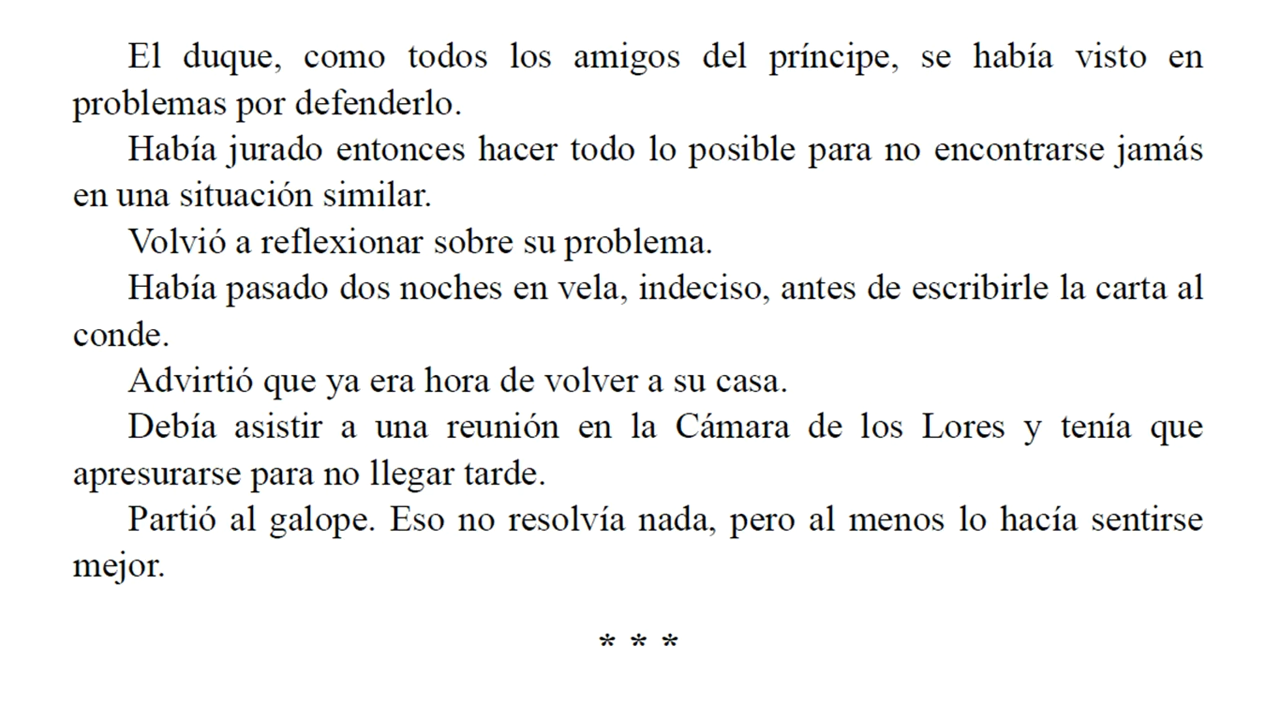 El duque, como todos los amigos del príncipe, se había visto en
problemas por defenderlo.
Había jurado entonces hacer todo lo posible para no encontrarse jamás
en una situación similar.
Volvió a reflexionar sobre su problema.
Había pasado dos noches en vela, indeciso, antes de escribirle la carta al
conde.
Advirtió que ya era hora de volver a su casa.
Debía asistir a una reunión en la Cámara de los Lores y tenía que
apresurarse para no llegar tarde.
Partió al galope. Eso no resolvía nada, pero al menos lo hacía sentirse
mejor.
* * *